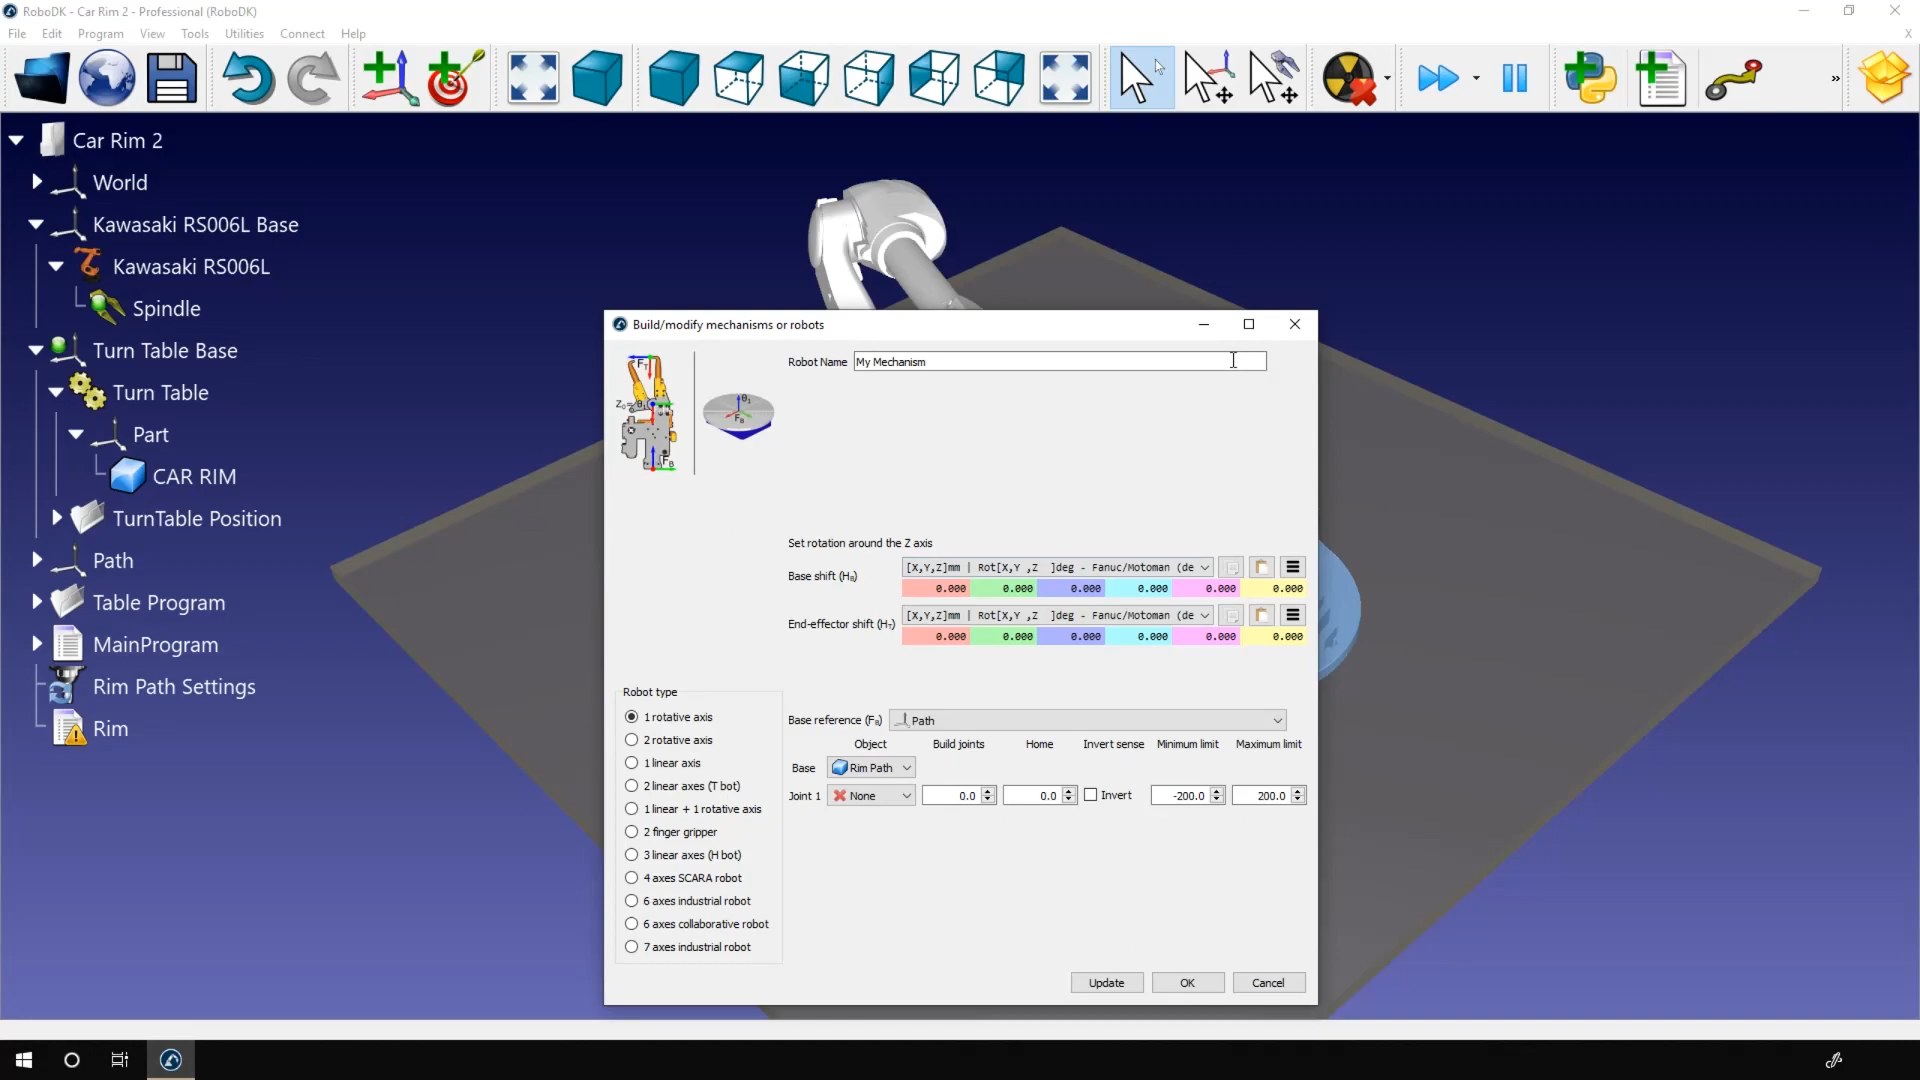 RoboDK - Car Rim 2 - Professional (RoboDK)
File Edit Program View Tools Utilities Connect Help
Car Rim 2
World
Kawasaki RS006L Base
Kawasaki RS006L
Spindle
Turn Table Base
Turn Table
Part
CAR RIM
TurnTable Position
Path
Table Program
MainProgram
Rim Path Settings
Rim
Build/modify mechanisms or robots
Robot Name My Mechanism
Set rotation around the Z axis
Base shift (HB) [X,Y,Z]mm | Rot[X,Y ,Z ]deg - Fanuc/Motoman (de
0.000 0.000 0.000 0.000 0.000 0.000
End-effector shift (HT) [X,Y,Z]mm | Rot[X,Y ,Z ]deg - Fanuc/Motoman (de
0.000 0.000 0.000 0.000 0.000 0.000
Robot type
1 rotative axis
2 rotative axis
1 linear axis
2 linear axes (T bot)
1 linear + 1 rotative axis
2 finger gripper
3 linear axes (H bot)
4 axes SCARA robot
6 axes industrial robot
6 axes collaborative robot
7 axes industrial robot
Base reference (FB) Path
Object Build joints Home Invert sense Minimum limit Maximum limit
Base Rim Path
Joint 1 None 0.0 0.0 Invert -200.0 200.0
Update OK Cancel